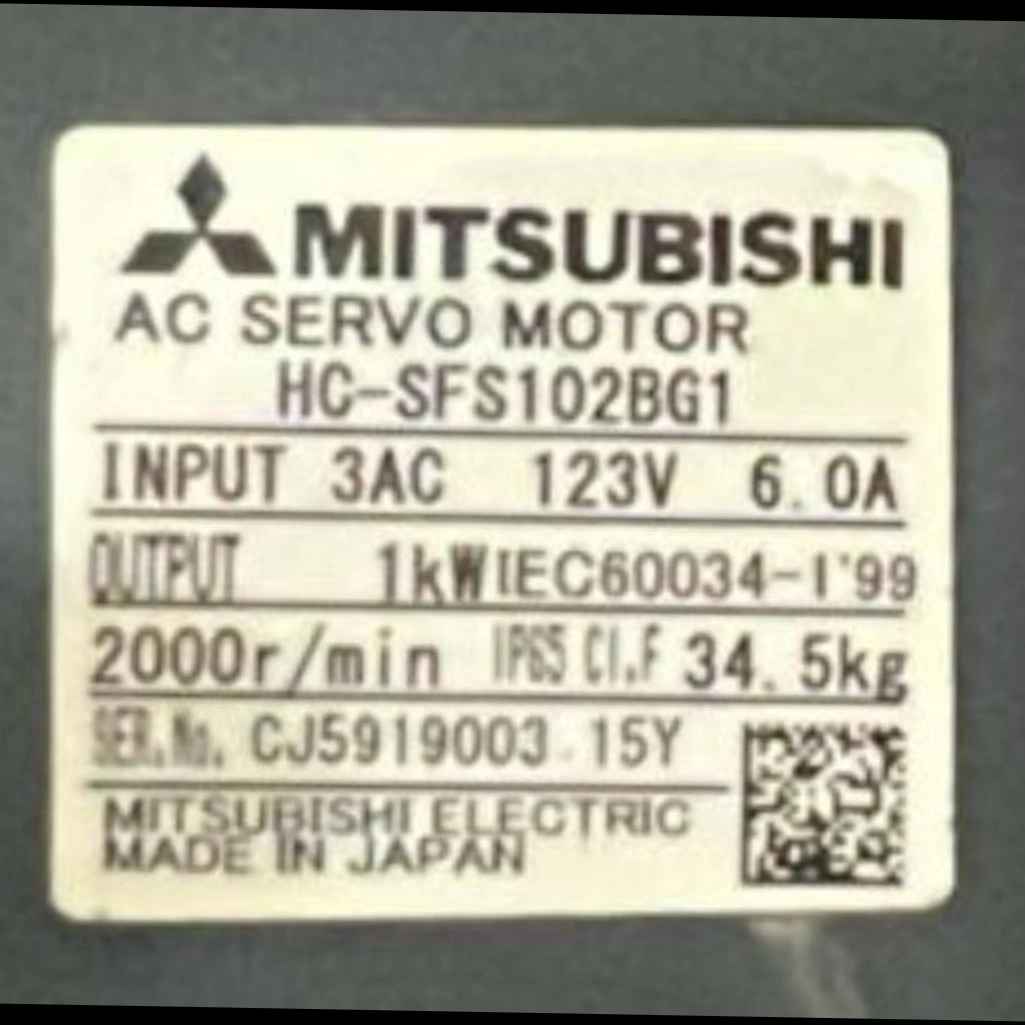 MITSUBISHI
AC SERVO MOTOR
HC-SFS102BG1
INPUT 3AC 123V 6.0A
OUTPUT 1kW IEC60034-1'99
2000r/min IP65 CI.F 34.5kg
SER.No. CJ5919003 15Y
MITSUBISHI ELECTRIC
MADE IN JAPAN